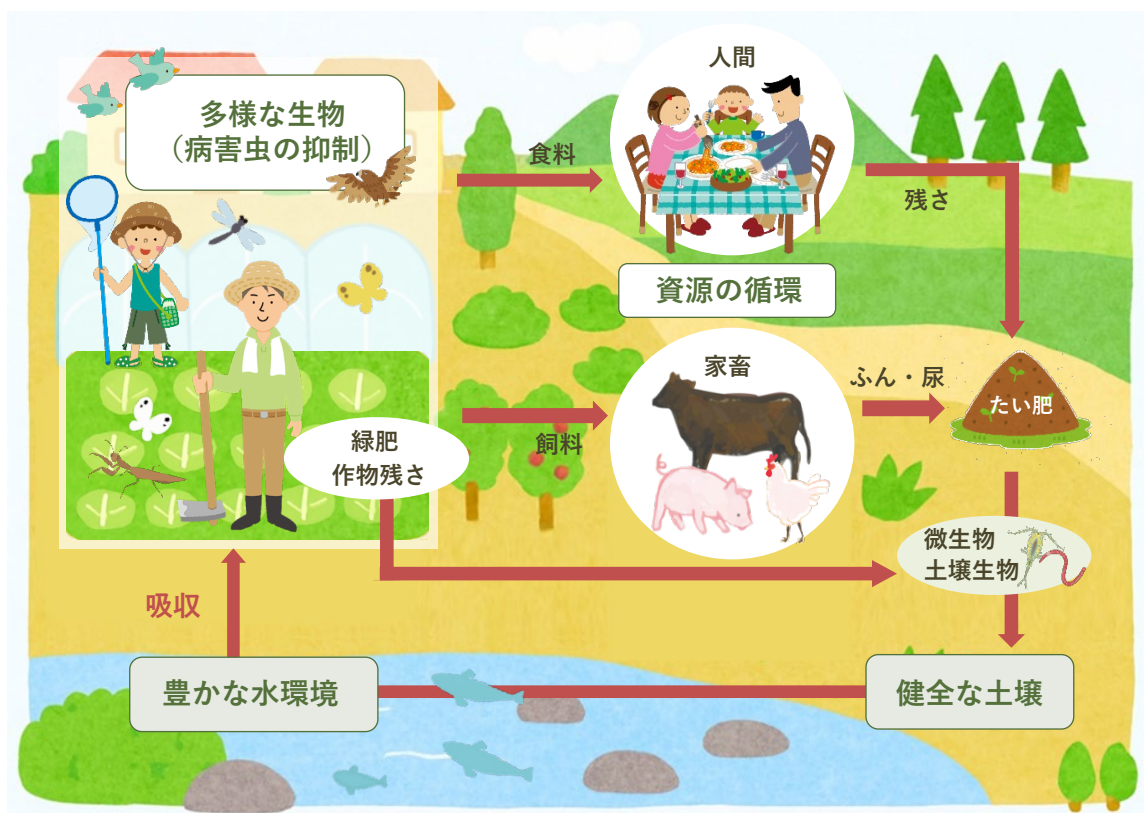 多様な生物
（病害虫の抑制）
食料
人間
残さ
資源の循環
家畜
飼料
ふん・尿
たい肥
緑肥
作物残さ
微生物
土壌生物
吸収
豊かな水環境
健全な土壌